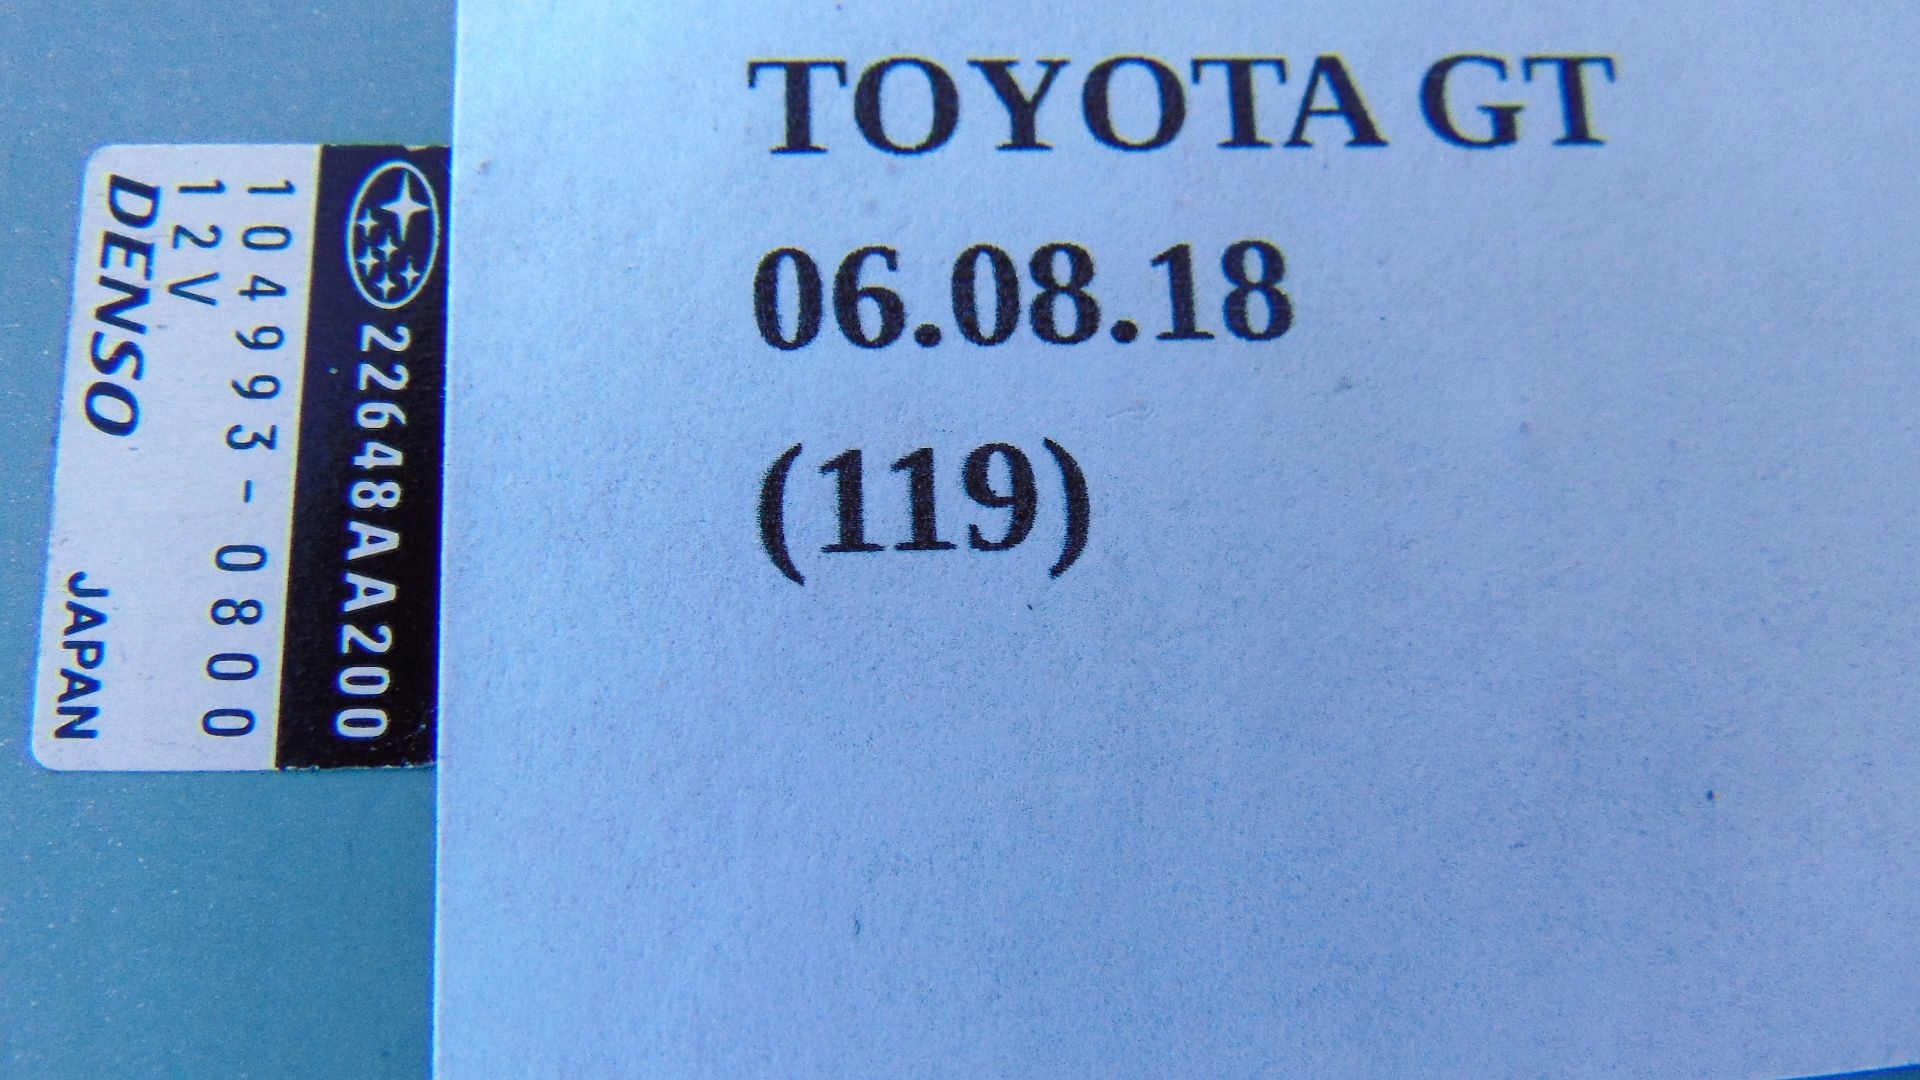 TOYOTA GT
06.08.18
(119)
22648AA200
104993-0800
12V
DENSO JAPAN